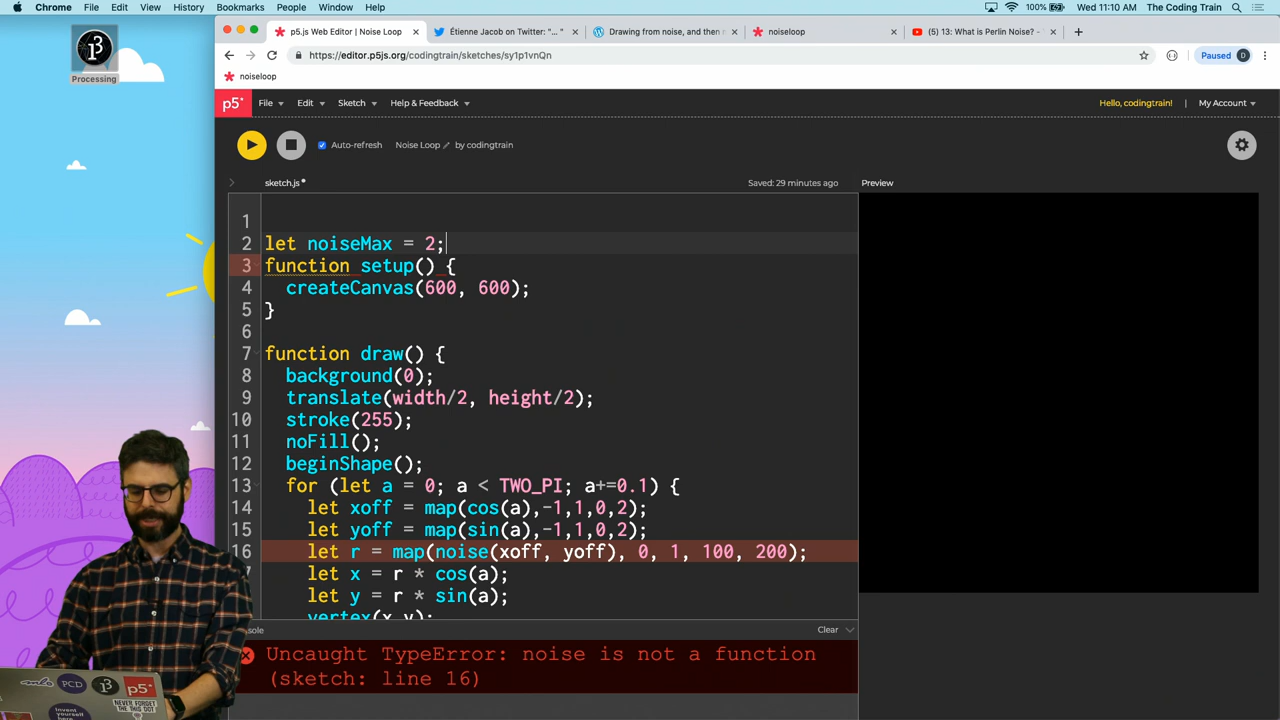 Chrome File Edit View History Bookmarks People Window Help 100% Wed 11:10 AM The Coding Train
Processing
p5.js Web Editor | Noise Loop × Étienne Jacob on Twitter: "... × Drawing from noise, and then × noiseloop × (5) 13: What is Perlin Noise? - × +
https://editor.p5js.org/codingtrain/sketches/sy1p1vnQn Paused D
noiseloop
p5* File Edit Sketch Help & Feedback Hello, codingtrain! | My Account
Auto-refresh Noise Loop by codingtrain
sketch.js Saved: 29 minutes ago Preview
1
2 let noiseMax = 2;
3 function setup() {
4 createCanvas(600, 600);
5 }
6
7 function draw() {
8 background(0);
9 translate(width/2, height/2);
10 stroke(255);
11 noFill();
12 beginShape();
13 for (let a = 0; a < TWO_PI; a+=0.1) {
14 let xoff = map(cos(a),-1,1,0,2);
15 let yoff = map(sin(a),-1,1,0,2);
16 let r = map(noise(xoff, yoff), 0, 1, 100, 200);
let x = r * cos(a);
let y = r * sin(a);
vertex(x,y);
sole Clear
Uncaught TypeError: noise is not a function
(sketch: line 16)
PCD
p5*
NEVER FORGET
THE THIS DOT